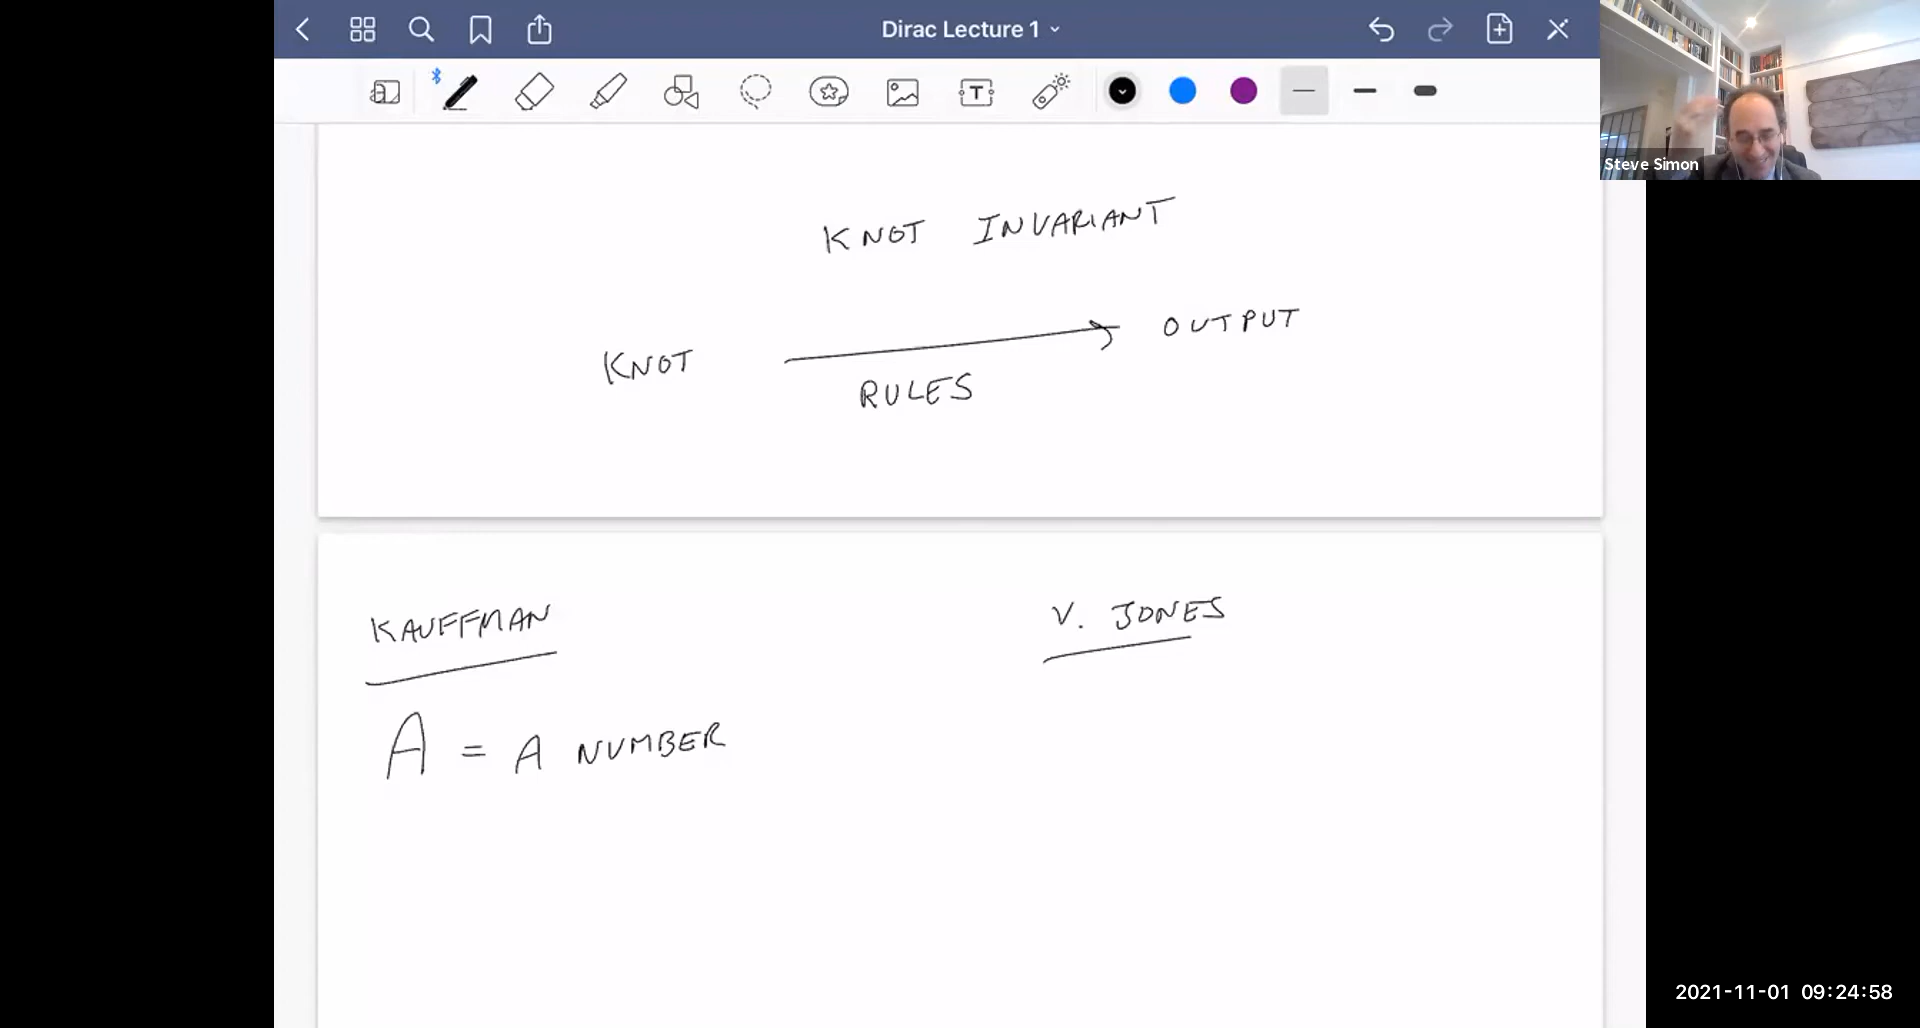 Dirac Lecture 1
Steve Simon
KNOT INVARIANT
KNOT
RULES
OUTPUT
KAUFFMAN
V. JONES
A = A NUMBER
2021-11-01 09:24:58